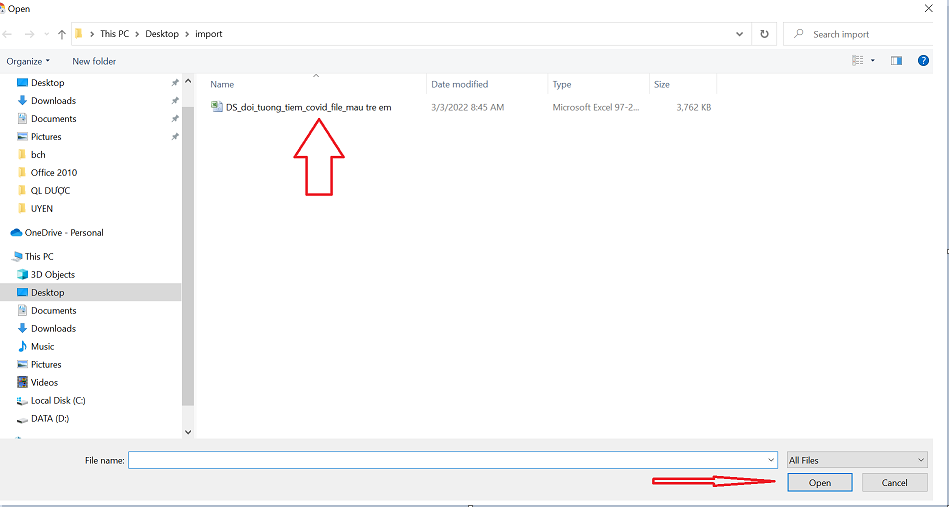 Open
This PC > Desktop > import
Search import
Organize
New folder
Name
Date modified
Type
Size
DS_doi_tuong_tiem_covid_file_mau tre em
3/3/2022 8:45 AM
Microsoft Excel 97-2...
3,762 KB
Desktop
Downloads
Documents
Pictures
bch
Office 2010
QL DƯỢC
UYEN
OneDrive - Personal
This PC
3D Objects
Desktop
Documents
Downloads
Music
Pictures
Videos
Local Disk (C:)
DATA (D:)
File name:
All Files
Open
Cancel